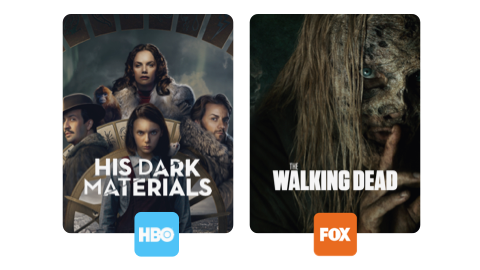 HIS DARK
MATERIALS
HBO
THE
WALKING DEAD
FOX